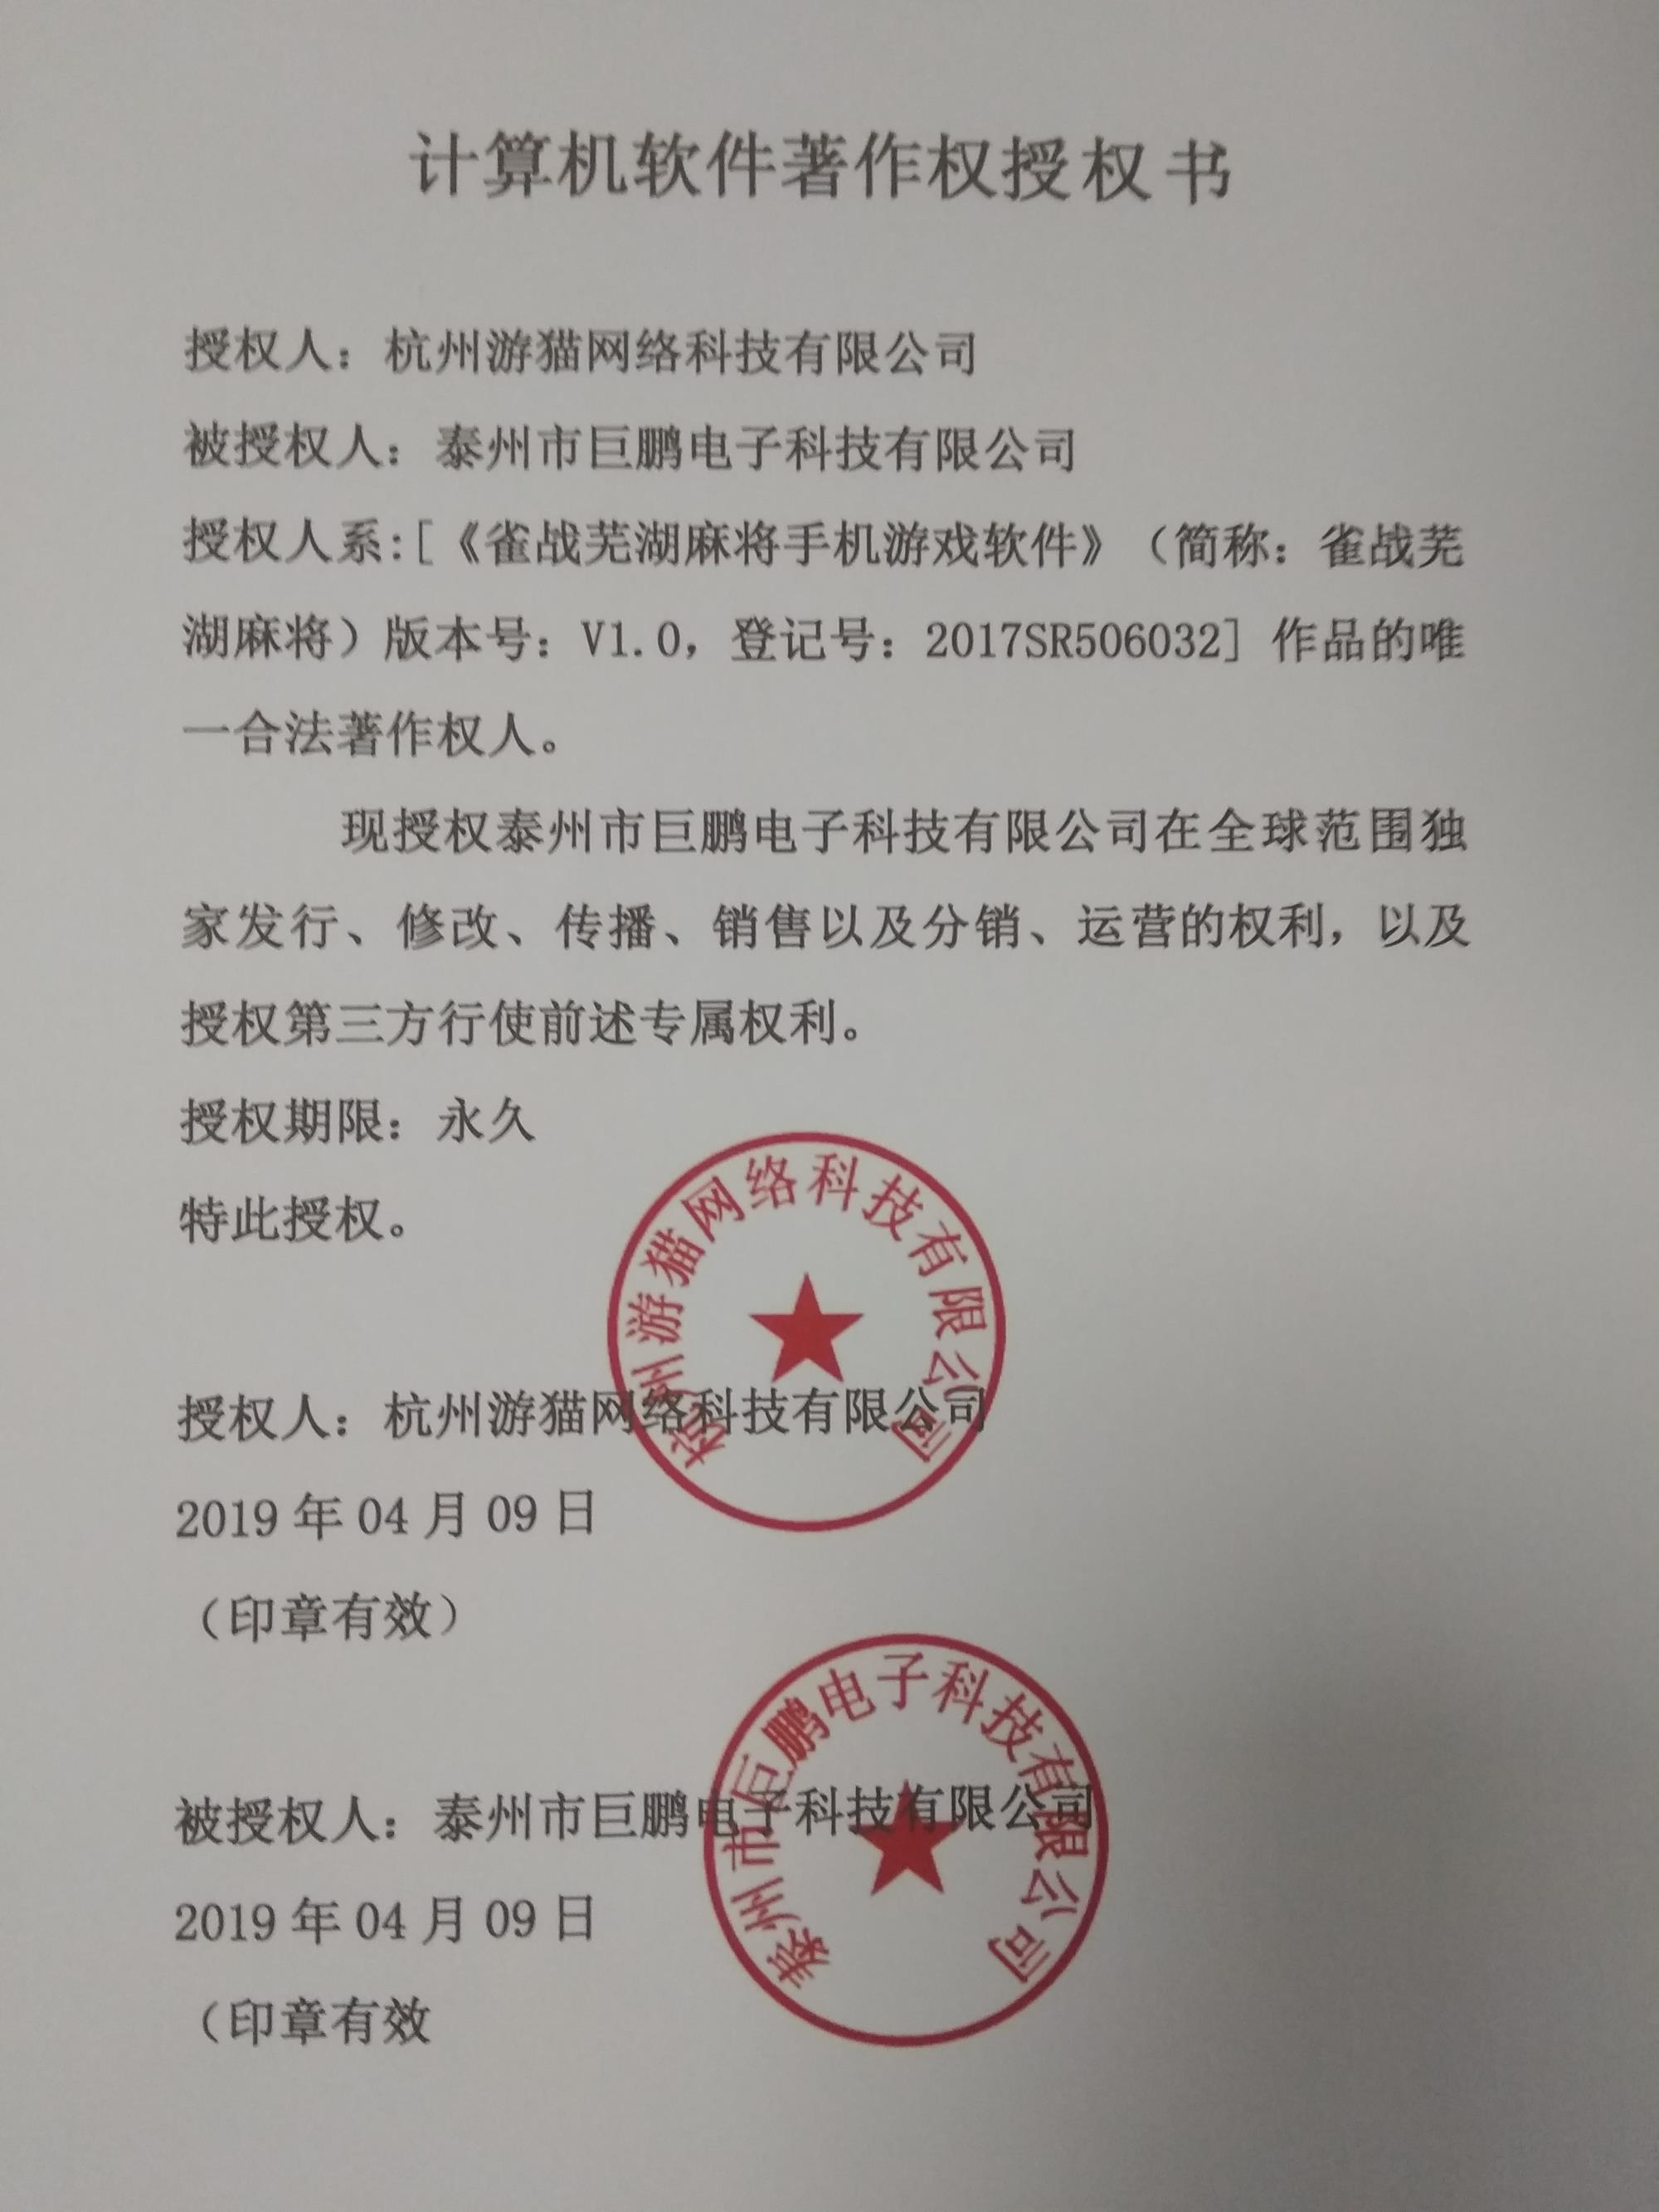 计算机软件著作权授权书
授权人：杭州游猫网络科技有限公司
被授权人：泰州市巨鹏电子科技有限公司
授权人系:[《雀战芜湖麻将手机游戏软件》（简称：雀战芜
湖麻将）版本号：V1.0，登记号：2017SR506032] 作品的唯
一合法著作权人。
现授权泰州市巨鹏电子科技有限公司在全球范围独
家发行、修改、传播、销售以及分销、运营的权利，以及
授权第三方行使前述专属权利。
授权期限：永久
特此授权。
杭州游猫网络科技有限公司
授权人：杭州游猫网络科技有限公司
2019 年 04 月 09 日
（印章有效）
泰州市巨鹏电子科技有限公司
被授权人：泰州市巨鹏电子科技有限公司
2019 年 04 月 09 日
（印章有效